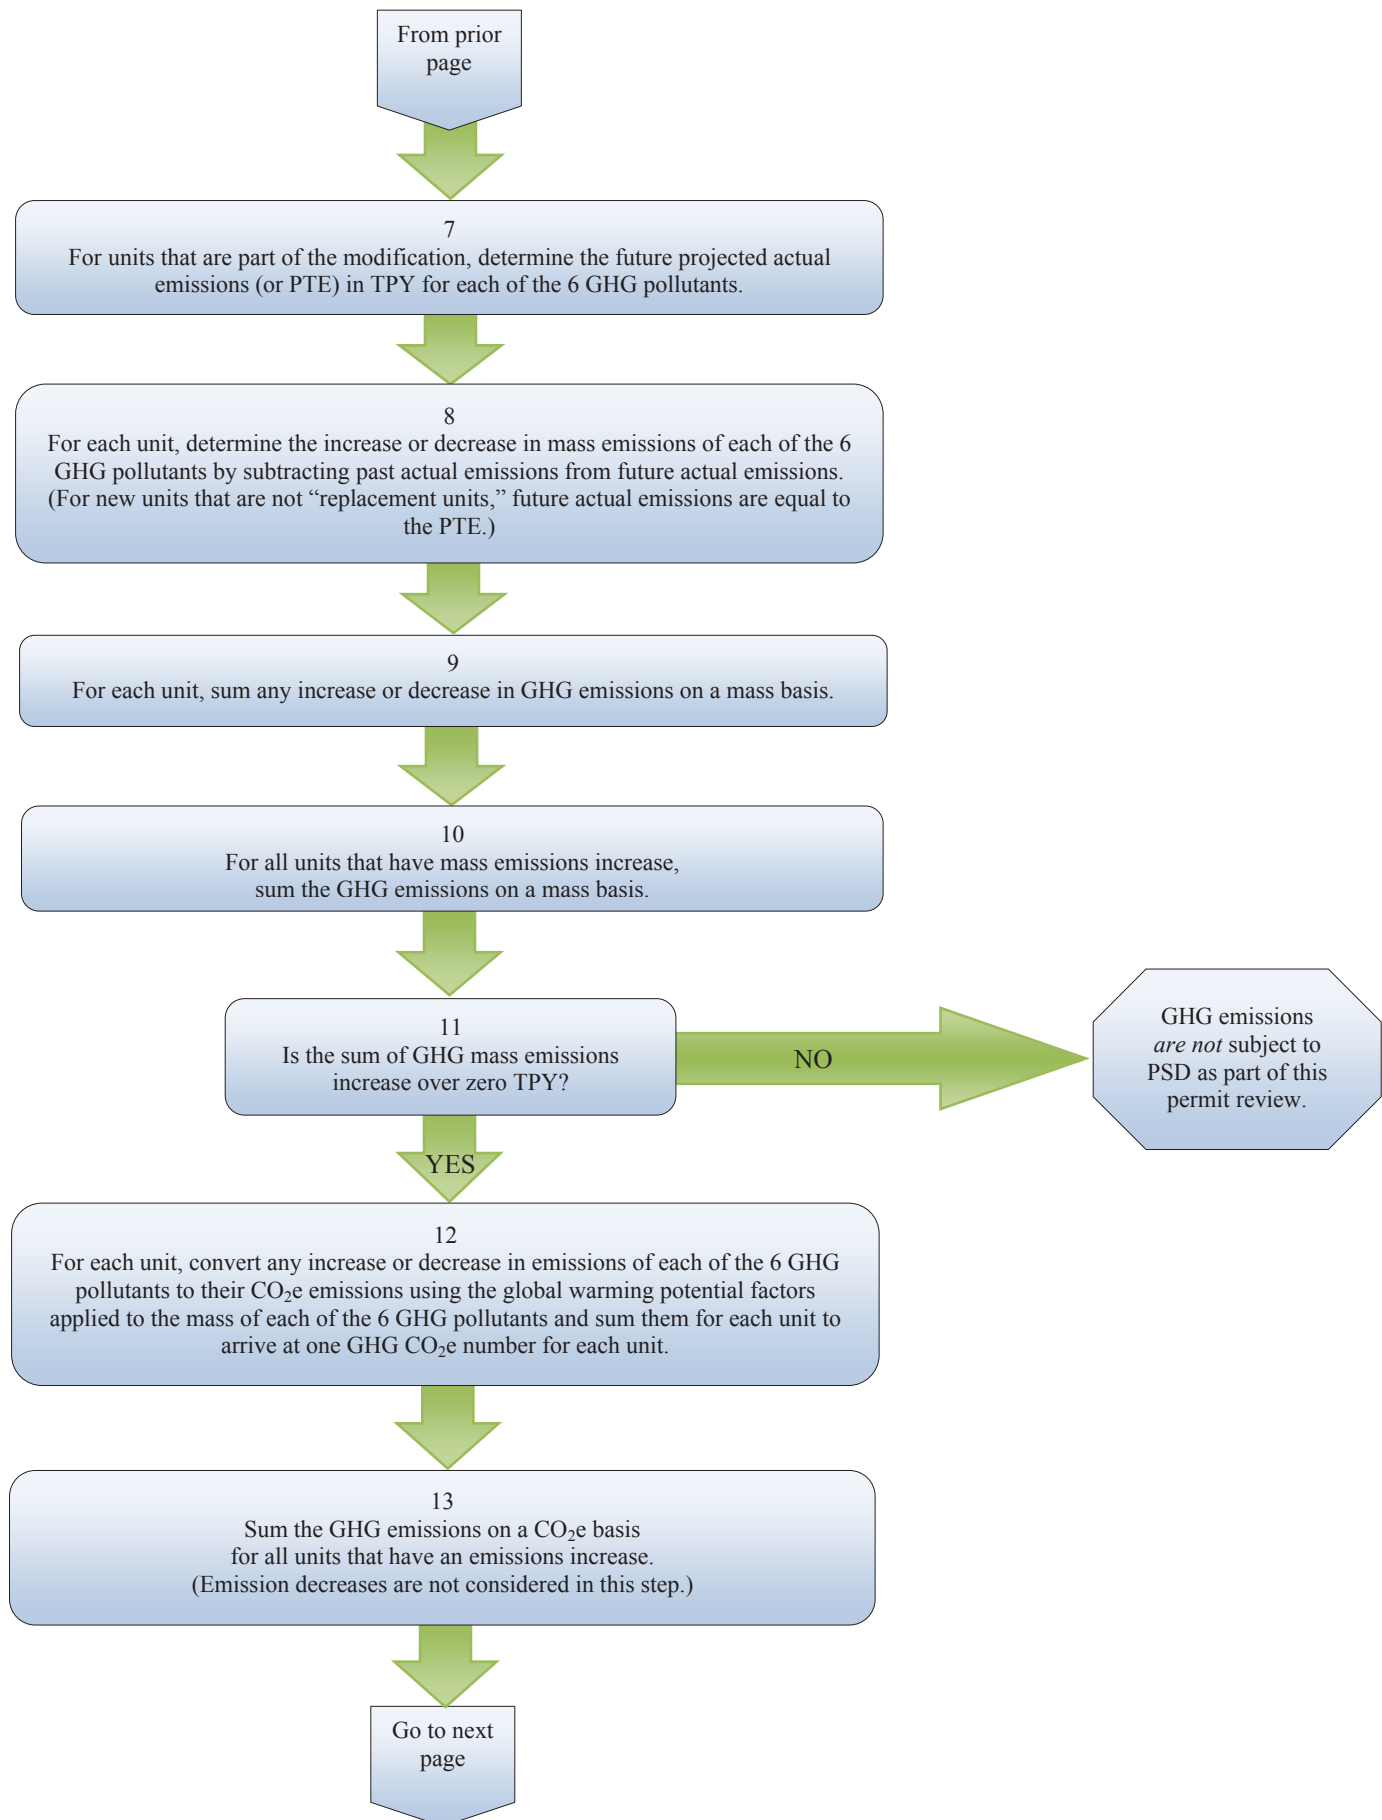 From prior
page
7
For units that are part of the modification, determine the future projected actual
emissions (or PTE) in TPY for each of the 6 GHG pollutants.
8
For each unit, determine the increase or decrease in mass emissions of each of the 6
GHG pollutants by subtracting past actual emissions from future actual emissions.
(For new units that are not “replacement units,” future actual emissions are equal to
the PTE.)
9
For each unit, sum any increase or decrease in GHG emissions on a mass basis.
10
For all units that have mass emissions increase,
sum the GHG emissions on a mass basis.
11
Is the sum of GHG mass emissions
increase over zero TPY?
NO
GHG emissions
are not subject to
PSD as part of this
permit review.
YES
12
For each unit, convert any increase or decrease in emissions of each of the 6 GHG
pollutants to their CO₂e emissions using the global warming potential factors
applied to the mass of each of the 6 GHG pollutants and sum them for each unit to
arrive at one GHG CO₂e number for each unit.
13
Sum the GHG emissions on a CO₂e basis
for all units that have an emissions increase.
(Emission decreases are not considered in this step.)
Go to next
page